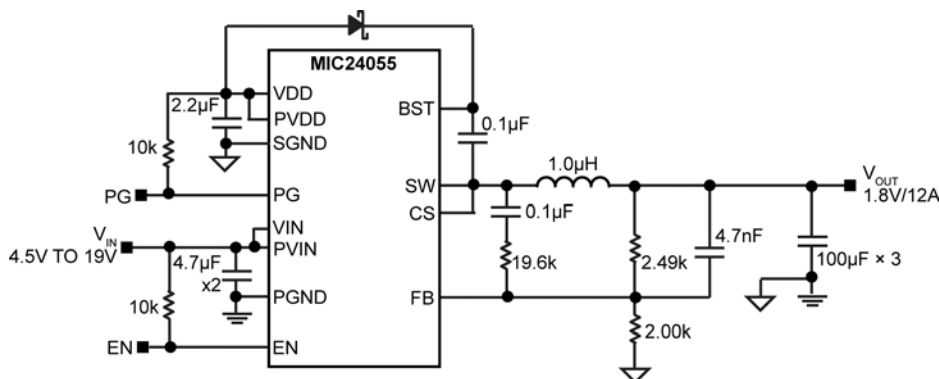 MIC24055
VDD
2.2µF
PVDD
BST
0.1µF
SGND
10k
1.0µH
PG
PG
SW
V_OUT
1.8V/12A
CS
0.1µF
VIN
V_IN
4.5V TO 19V
PVIN
4.7µF
x2
4.7nF
19.6k
2.49k
100µF × 3
PGND
FB
10k
2.00k
EN
EN